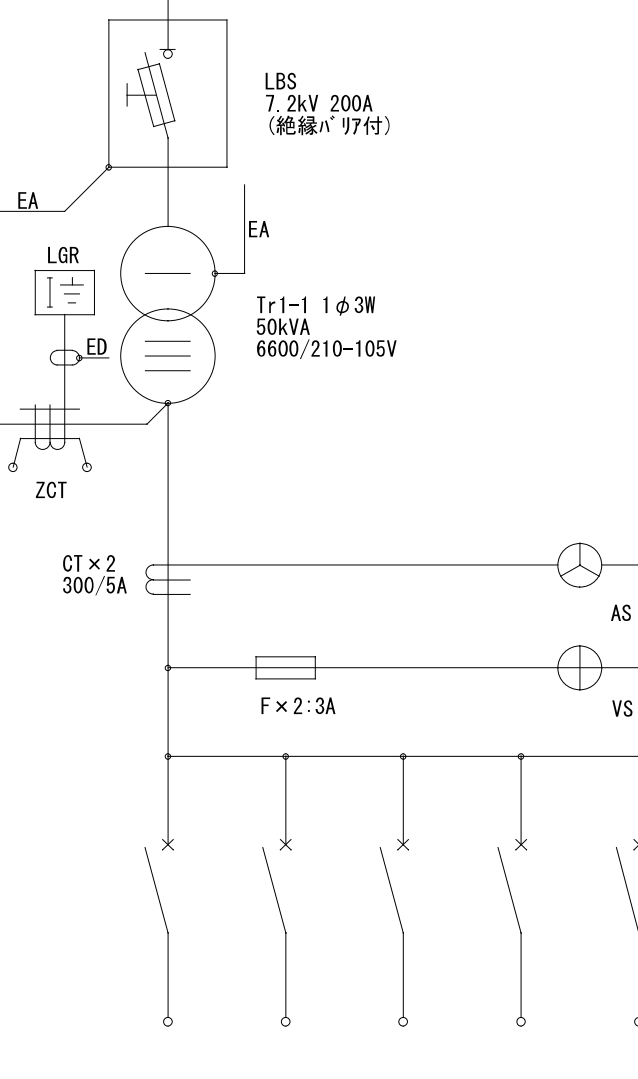 LBS
7.2kV 200A
(絶縁ﾊﾞﾘｱ付)
EA
EA
LGR
Tr1-1 1φ3W
50kVA
6600/210-105V
ED
ZCT
CT×2
300/5A
AS
F×2:3A
VS